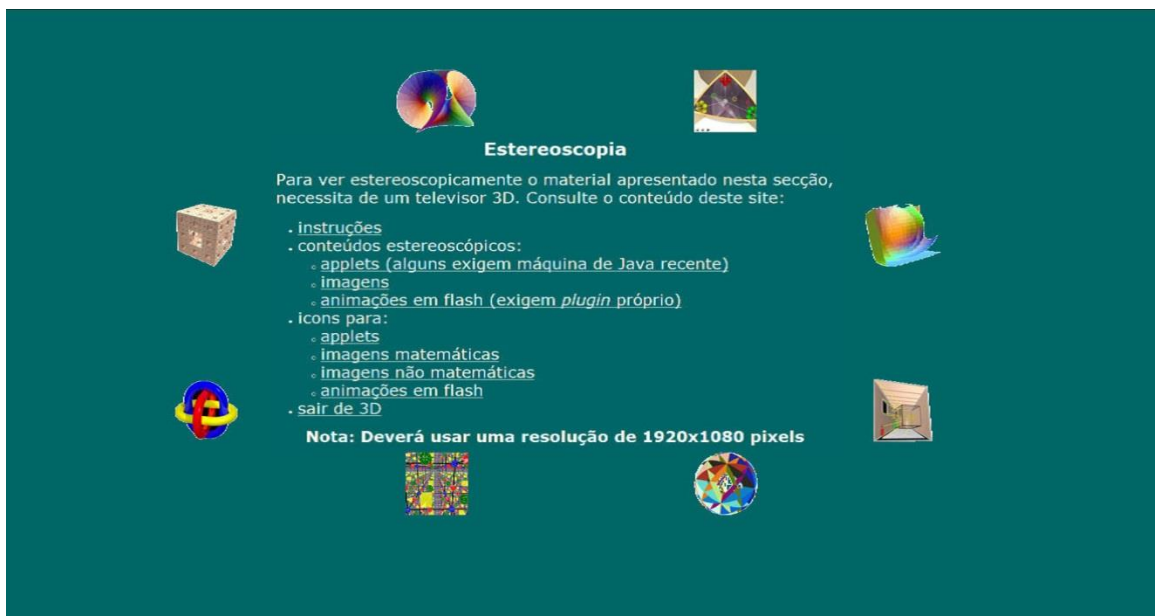 Estereoscopia
Para ver estereoscopicamente o material apresentado nesta secção,
necessita de um televisor 3D. Consulte o conteúdo deste site:
instruções
conteúdos estereoscópicos:
applets (alguns exigem máquina de Java recente)
imagens
animações em flash (exigem plugin próprio)
icons para:
applets
imagens matemáticas
imagens não matemáticas
animações em flash
sair de 3D
Nota: Deverá usar uma resolução de 1920x1080 pixels